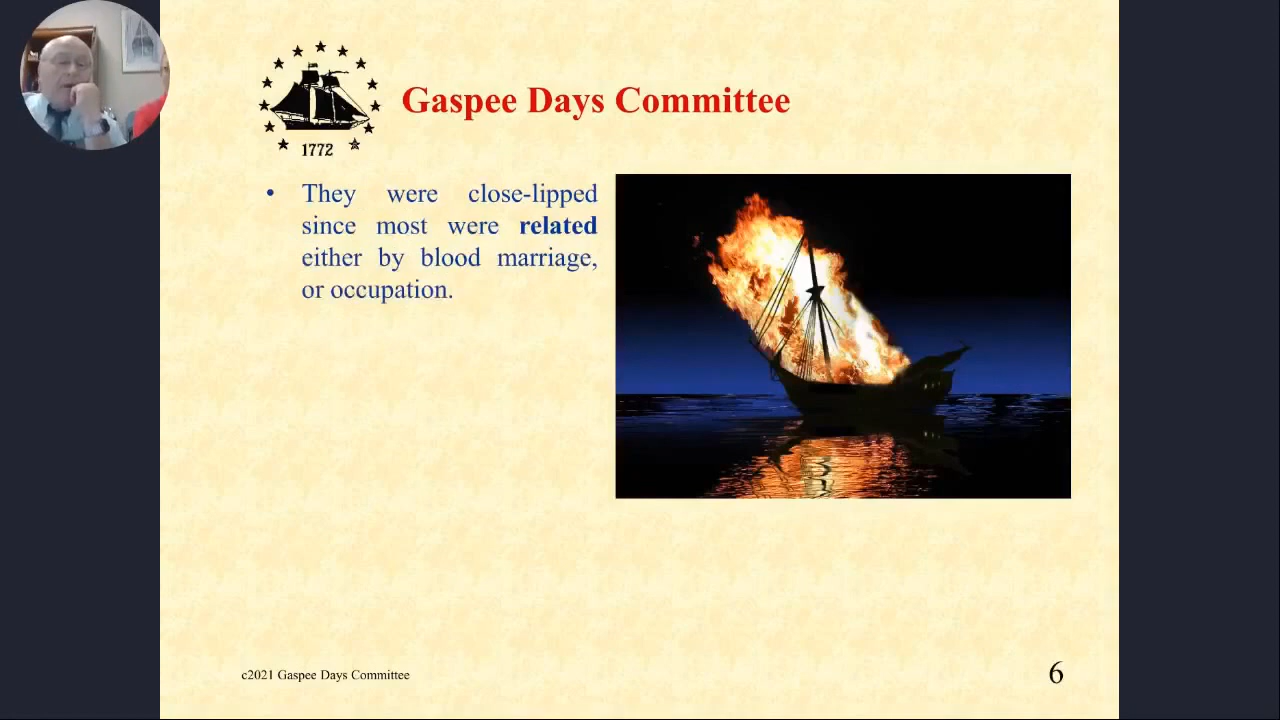 Gaspee Days Committee
1772
• They were close-lipped
since most were related
either by blood marriage,
or occupation.
c2021 Gaspee Days Committee
6